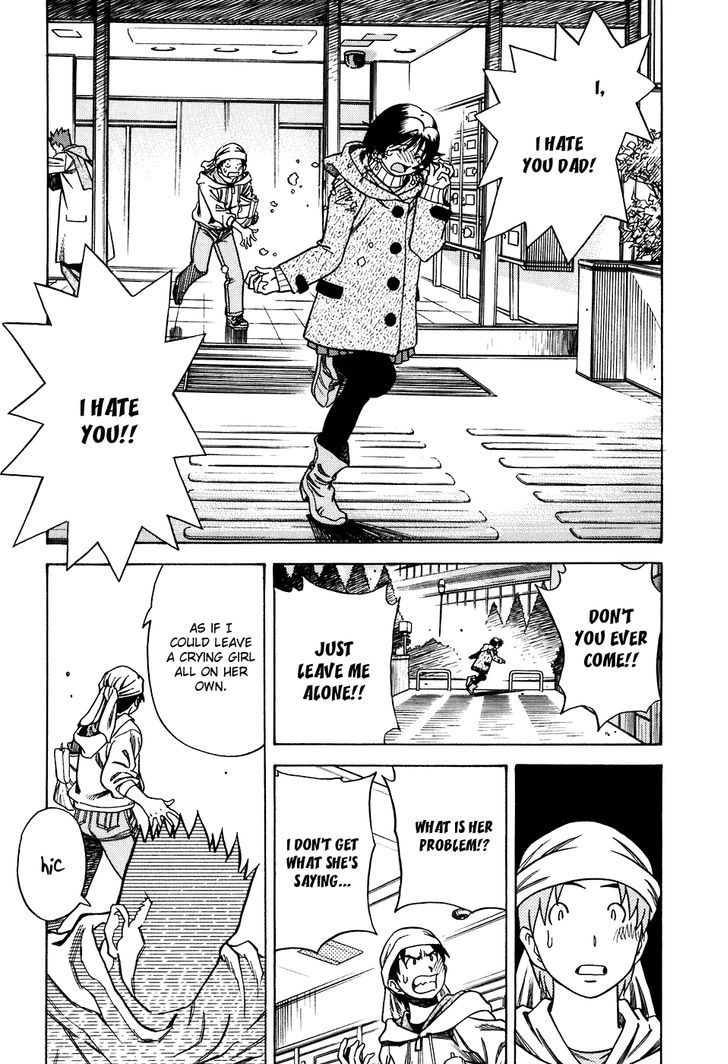 I,
I HATE
YOU DAD!
I HATE
YOU!!
DON'T
YOU EVER
COME!!
JUST
LEAVE ME
ALONE!!
AS IF I
COULD LEAVE
A CRYING GIRL
ALL ON HER
OWN.
hic
WHAT IS HER
PROBLEM!?
I DON'T GET
WHAT SHE'S
SAYING...